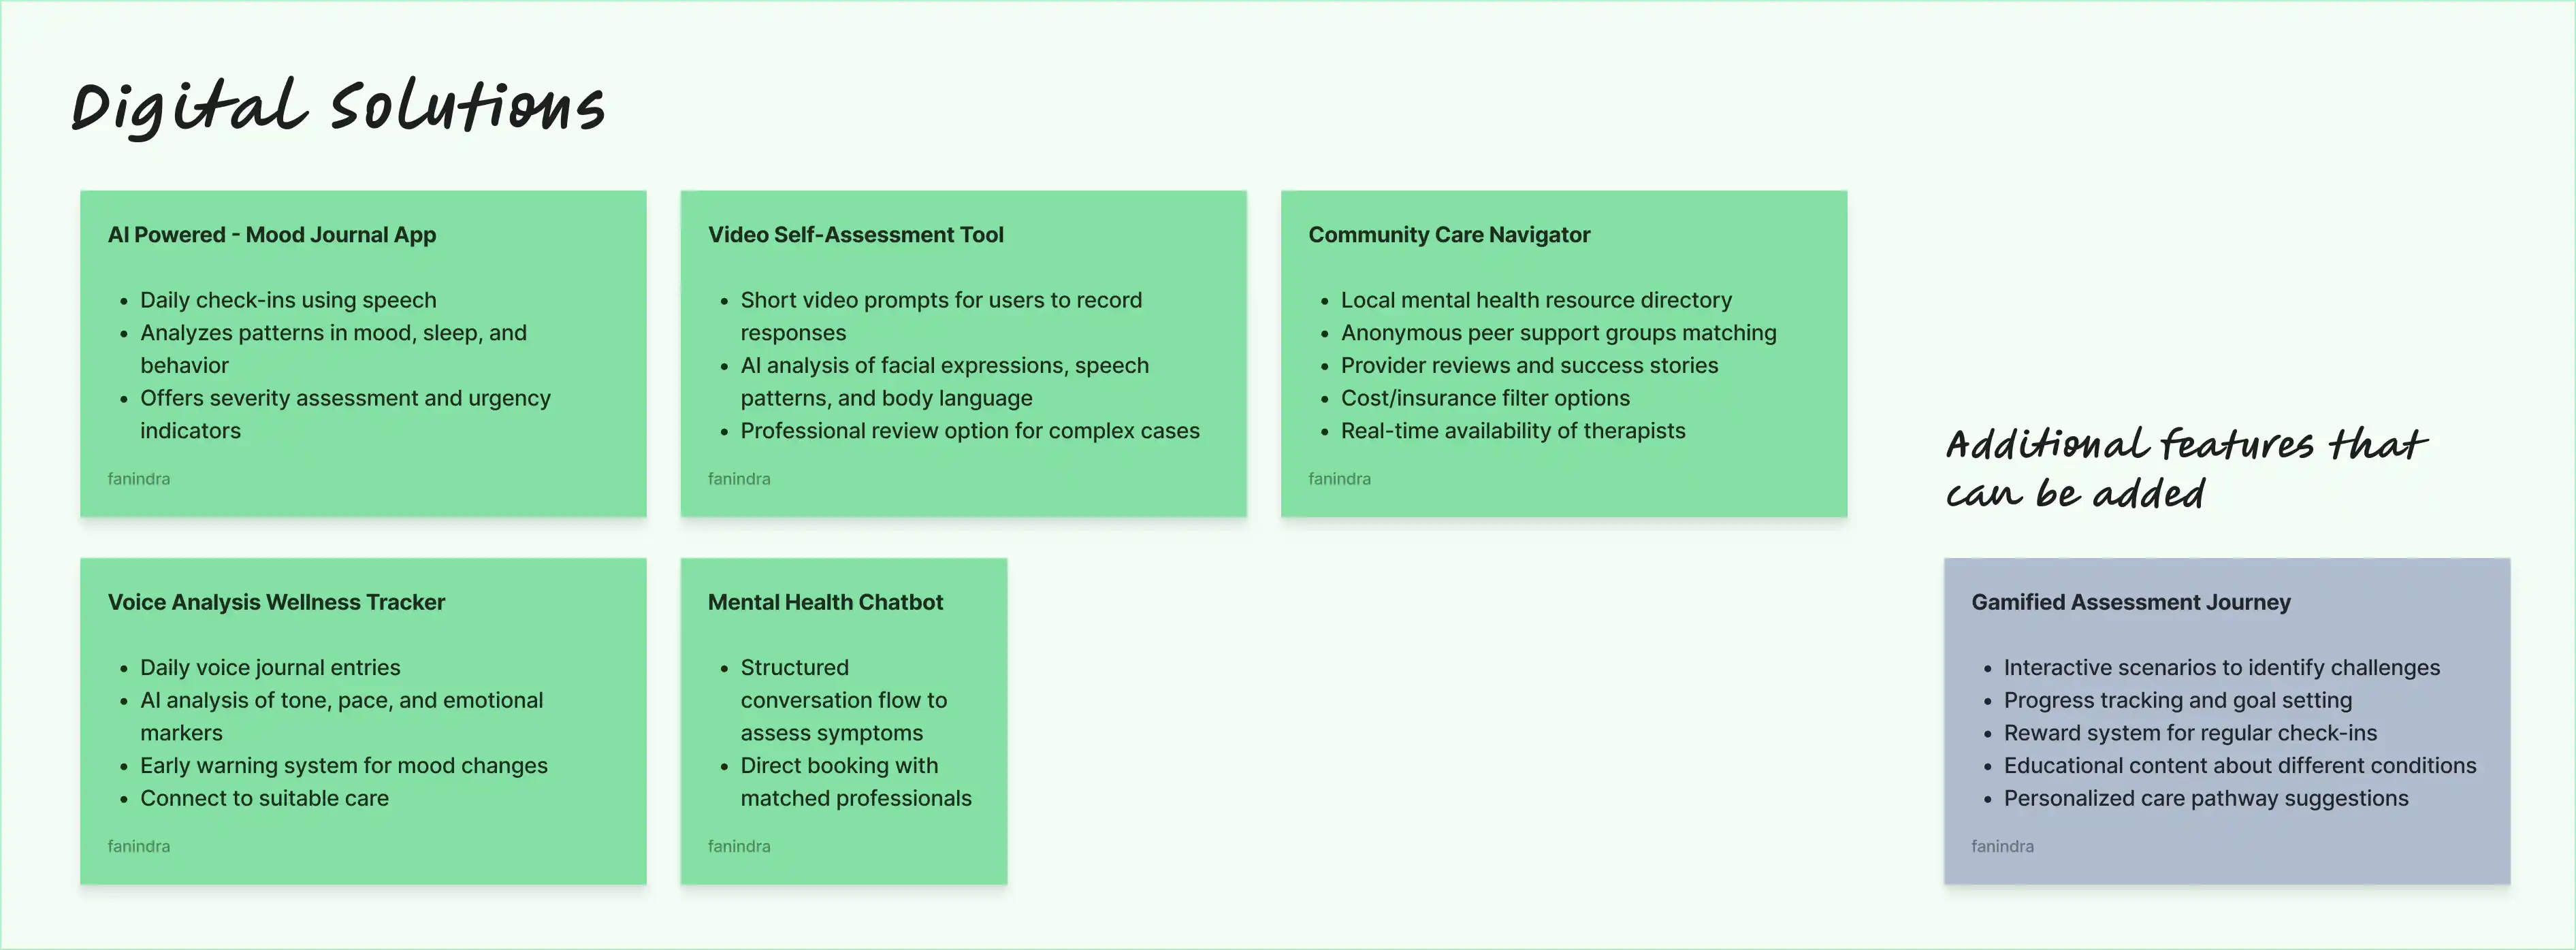 Digital Solutions
AI Powered - Mood Journal App
• Daily check-ins using speech
• Analyzes patterns in mood, sleep, and
behavior
• Offers severity assessment and urgency
indicators
fanindra
Video Self-Assessment Tool
• Short video prompts for users to record
responses
• AI analysis of facial expressions, speech
patterns, and body language
• Professional review option for complex cases
fanindra
Community Care Navigator
• Local mental health resource directory
• Anonymous peer support groups matching
• Provider reviews and success stories
• Cost/insurance filter options
• Real-time availability of therapists
fanindra
Voice Analysis Wellness Tracker
• Daily voice journal entries
• AI analysis of tone, pace, and emotional
markers
• Early warning system for mood changes
• Connect to suitable care
fanindra
Mental Health Chatbot
• Structured
conversation flow to
assess symptoms
• Direct booking with
matched professionals
fanindra
Additional features that
can be added
Gamified Assessment Journey
• Interactive scenarios to identify challenges
• Progress tracking and goal setting
• Reward system for regular check-ins
• Educational content about different conditions
• Personalized care pathway suggestions
fanindra